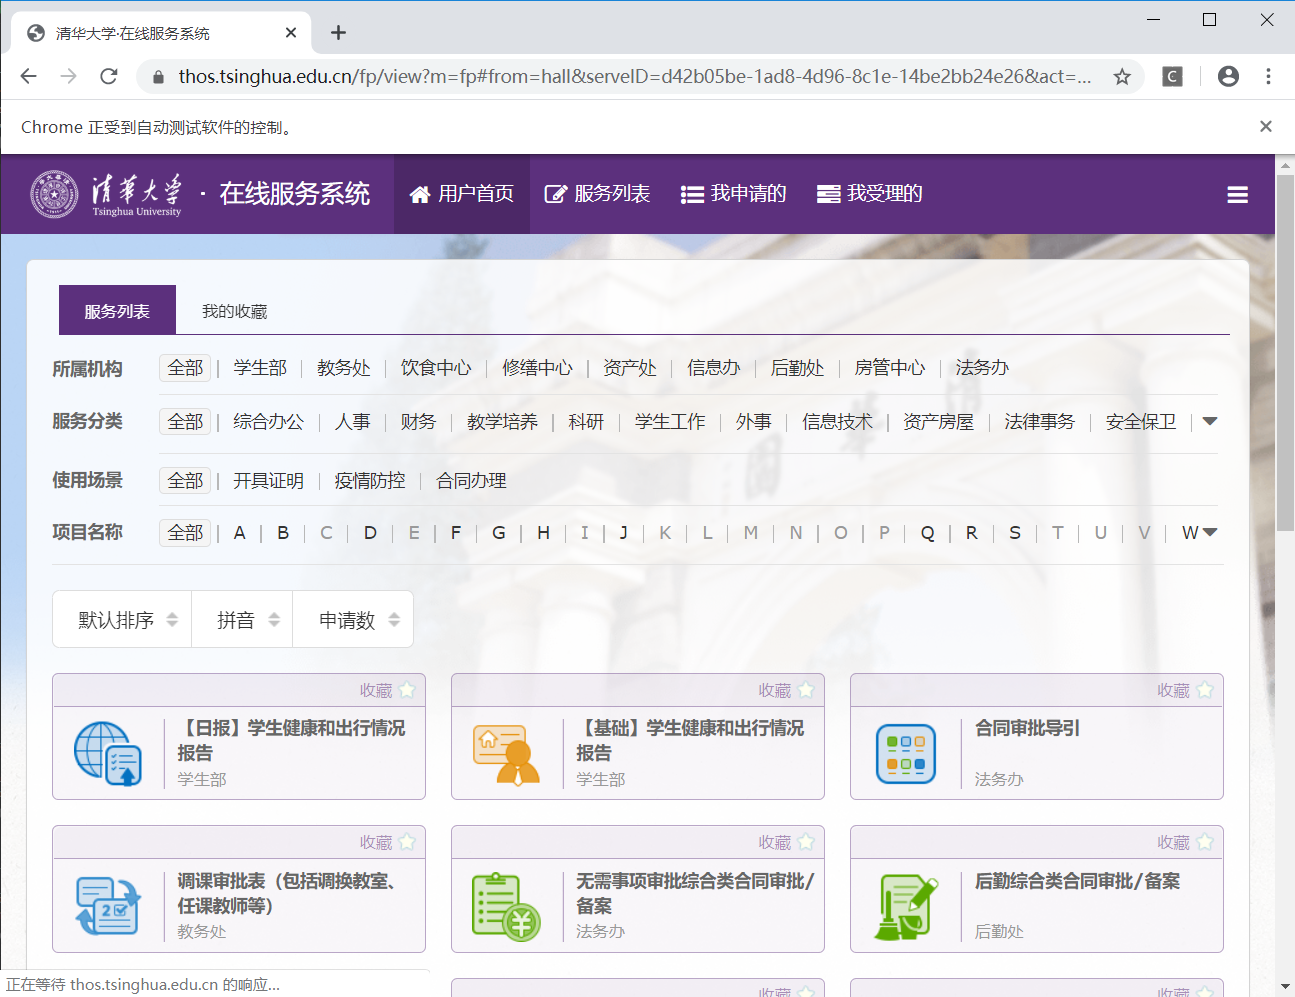 清华大学·在线服务系统
thos.tsinghua.edu.cn/fp/view?m=fp#from=hall&serveID=d42b05be-1ad8-4d96-8c1e-14be2bb24e26&act=...
Chrome 正受到自动测试软件的控制。
清华大学 · 在线服务系统 用户首页 服务列表 我申请的 我受理的
Tsinghua University
服务列表 我的收藏
所属机构 全部 | 学生部 | 教务处 | 饮食中心 | 修缮中心 | 资产处 | 信息办 | 后勤处 | 房管中心 | 法务办
服务分类 全部 | 综合办公 | 人事 | 财务 | 教学培养 | 科研 | 学生工作 | 外事 | 信息技术 | 资产房屋 | 法律事务 | 安全保卫 |
使用场景 全部 | 开具证明 | 疫情防控 | 合同办理
项目名称 全部 | A | B | C | D | E | F | G | H | I | J | K | L | M | N | O | P | Q | R | S | T | U | V | W
默认排序 拼音 申请数
收藏 收藏 收藏
【日报】学生健康和出行情况
报告
学生部
【基础】学生健康和出行情况
报告
学生部
合同审批导引
法务办
收藏 收藏 收藏
调课审批表（包括调换教室、
任课教师等）
教务处
无需事项审批综合类合同审批/
备案
法务办
后勤综合类合同审批/备案
后勤处
收藏 收藏 收藏
正在等待 thos.tsinghua.edu.cn 的响应...